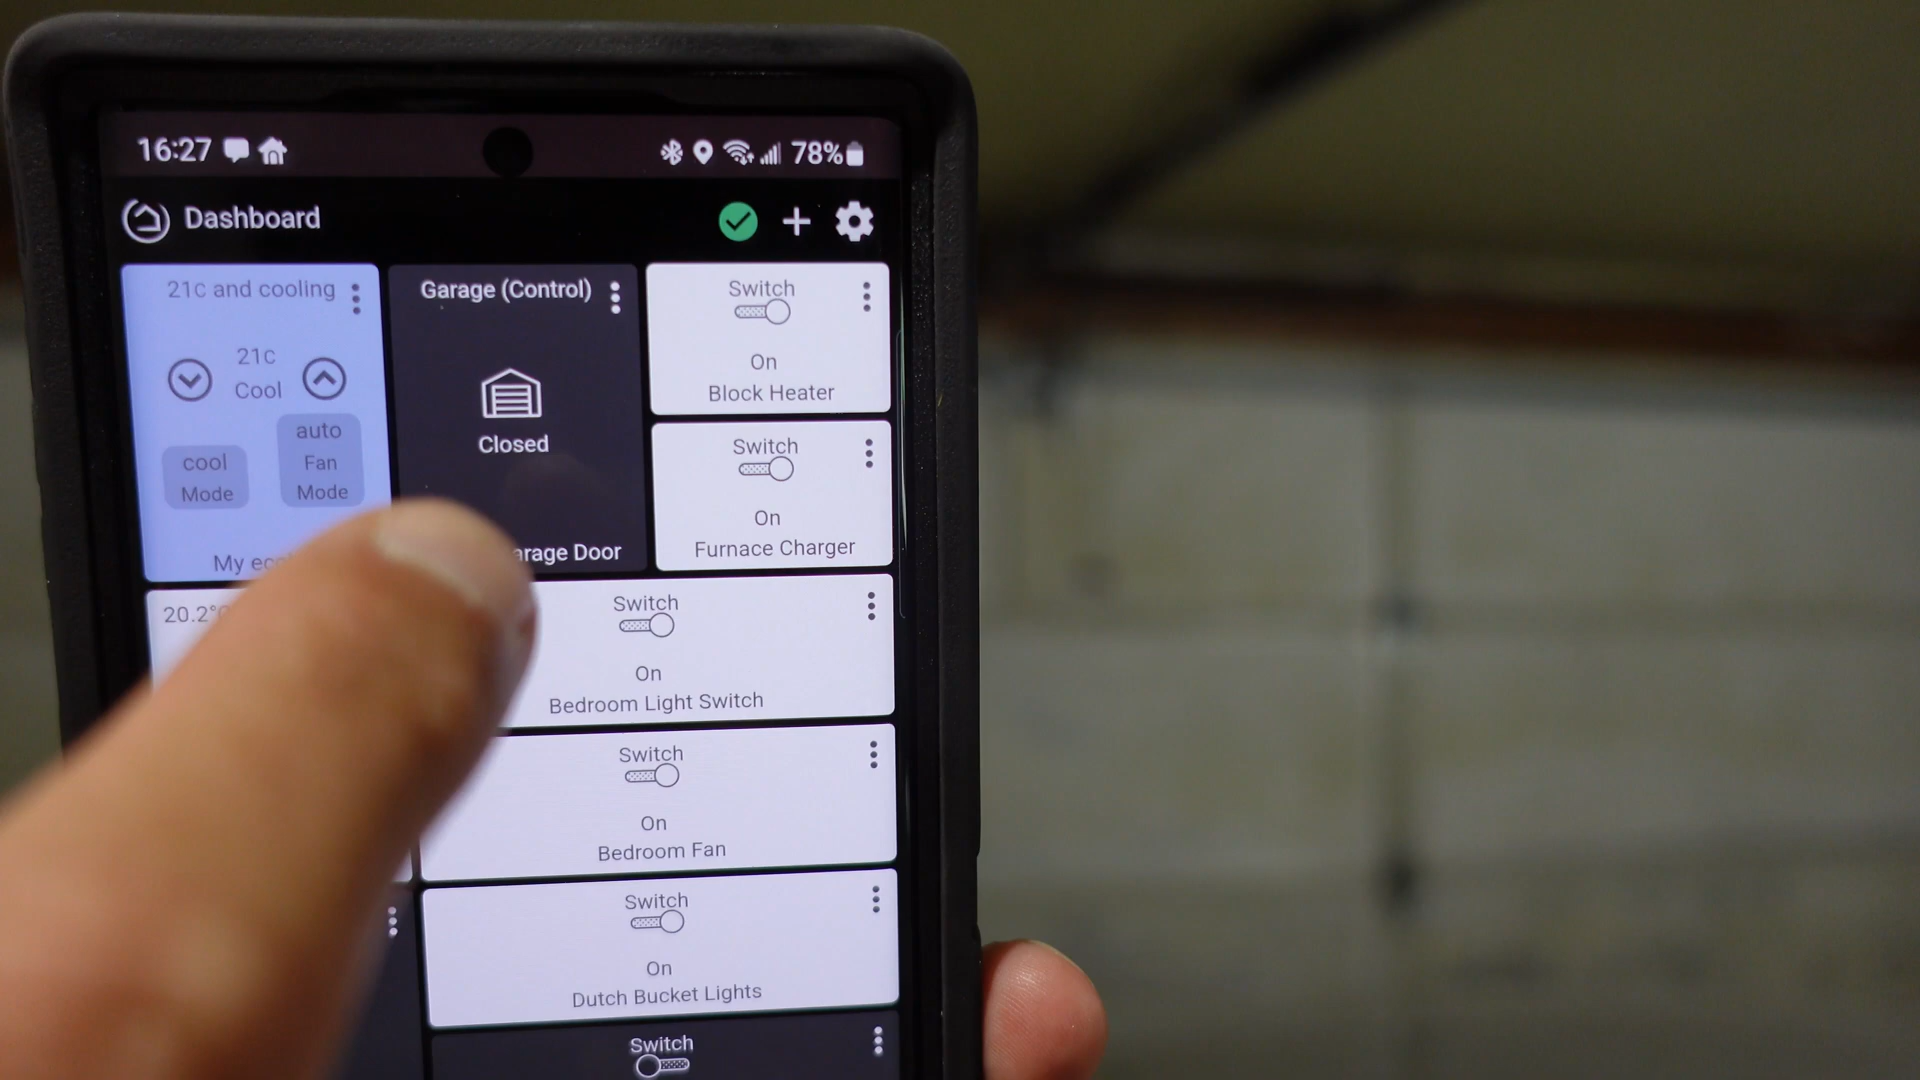 16:27
78%
Dashboard
21c and cooling
21c
Cool
cool
Mode
auto
Fan
Mode
My
Garage (Control)
Closed
Door
Switch
On
Block Heater
Switch
On
Furnace Charger
20.2°
Switch
On
Bedroom Light Switch
Switch
On
Bedroom Fan
Switch
On
Dutch Bucket Lights
Switch